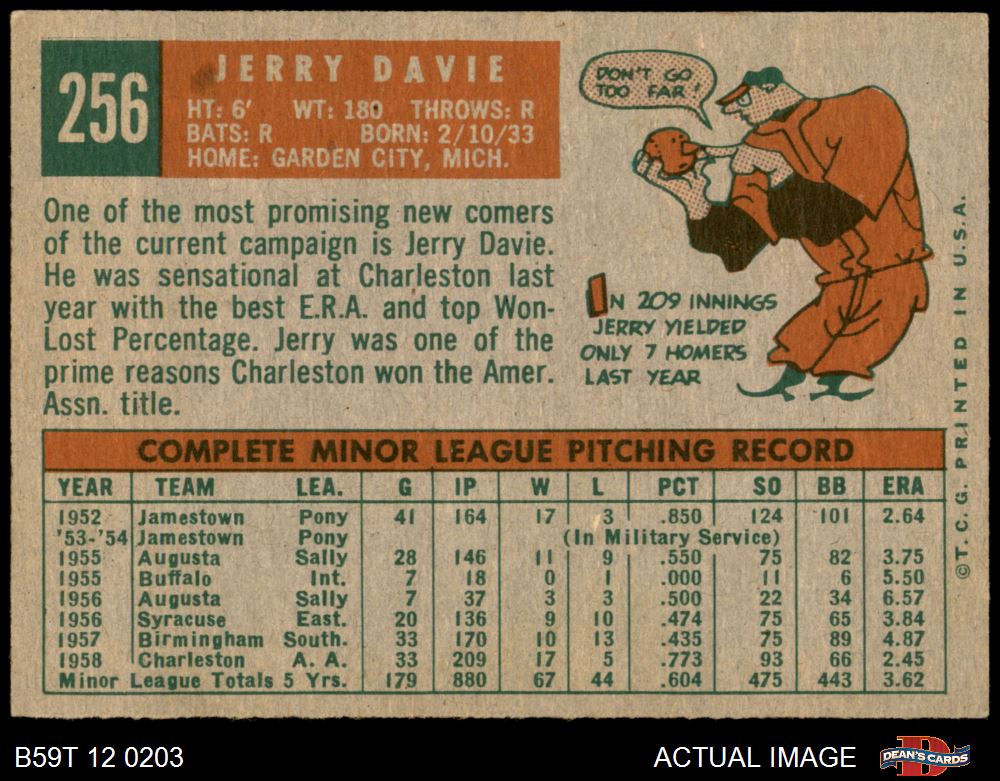 256
JERRY DAVIE
HT: 6' WT: 180 THROWS: R
BATS: R BORN: 2/10/33
HOME: GARDEN CITY, MICH.
One of the most promising new comers
of the current campaign is Jerry Davie.
He was sensational at Charleston last
year with the best E.R.A. and top Won-
Lost Percentage. Jerry was one of the
prime reasons Charleston won the Amer.
Assn. title.
DON'T GO
TOO FAR!
IN 209 INNINGS
JERRY YIELDED
ONLY 7 HOMERS
LAST YEAR
COMPLETE MINOR LEAGUE PITCHING RECORD
YEAR TEAM LEA. G IP W L PCT SO BB ERA
1952 Jamestown Pony 41 164 17 3 .850 124 101 2.64
'53-'54 Jamestown Pony (In Military Service)
1955 Augusta Sally 28 146 11 9 .550 75 82 3.75
1955 Buffalo Int. 7 18 0 1 .000 11 6 5.50
1956 Augusta Sally 7 37 3 3 .500 22 34 6.57
1956 Syracuse East. 20 136 9 10 .474 75 65 3.84
1957 Birmingham South. 33 170 10 13 .435 75 89 4.87
1958 Charleston A. A. 33 209 17 5 .773 93 66 2.45
Minor League Totals 5 Yrs. 179 880 67 44 .604 475 443 3.62
©T. C. G. PRINTED IN U.S.A.
B59T 12 0203
ACTUAL IMAGE
DEAN'S CARDS